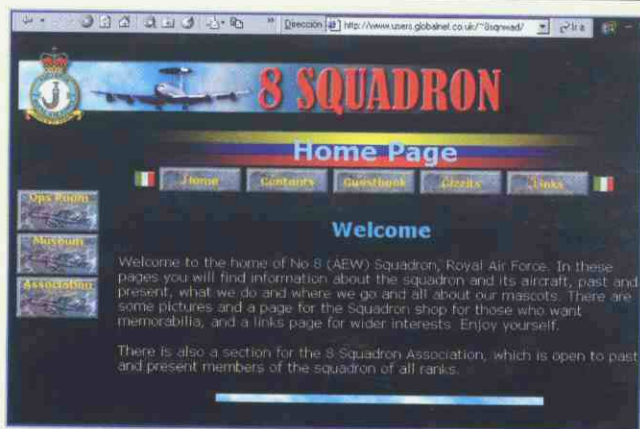 Dirección http://www.users.globalnet.co.uk/~8sqnwad/ Ir a
8 SQUADRON
Home Page
Home Contents Guestbook Links
Ops Room
Museum
Association
Welcome
Welcome to the home of No 8 (AEW) Squadron, Royal Air Force. In these
pages you will find information about the squadron and its aircraft, past and
present, what we do and where we go and all about our mascots. There are
some pictures and a page for the Squadron shop for those who want
memorabilia, and a links page for wider interests. Enjoy yourself.
There is also a section for the 8 Squadron Association, which is open to past
and present members of the squadron of all ranks.